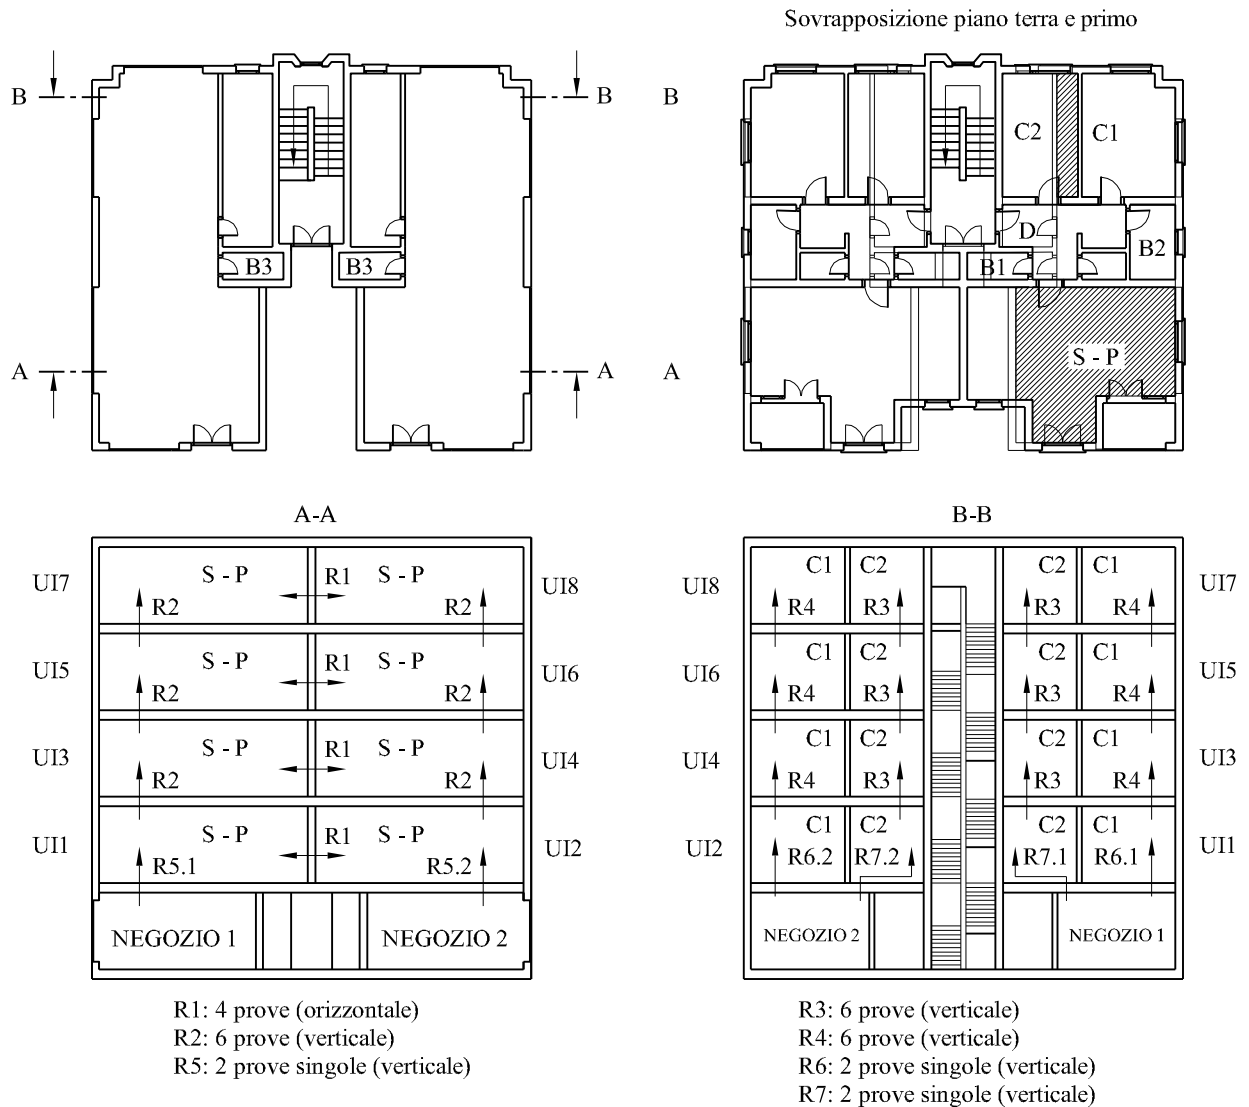 Sovrapposizione piano terra e primo
B B B
C2 C1
D
B3 B3 B1 B2
A A A
S - P
A-A
B-B
UI7 S - P R1 S - P UI8
R2 R2
UI5 S - P R1 S - P UI6
R2 R2
UI3 S - P R1 S - P UI4
R2 R2
UI1 S - P R1 S - P UI2
R5.1 R5.2
NEGOZIO 1 NEGOZIO 2
UI8 C1 C2 C2 C1 UI7
R4 R3 R3 R4
UI6 C1 C2 C2 C1 UI5
R4 R3 R3 R4
UI4 C1 C2 C2 C1 UI3
R4 R3 R3 R4
UI2 C1 C2 C2 C1 UI1
R6.2 R7.2 R7.1 R6.1
NEGOZIO 2 NEGOZIO 1
R1: 4 prove (orizzontale)
R2: 6 prove (verticale)
R5: 2 prove singole (verticale)
R3: 6 prove (verticale)
R4: 6 prove (verticale)
R6: 2 prove singole (verticale)
R7: 2 prove singole (verticale)